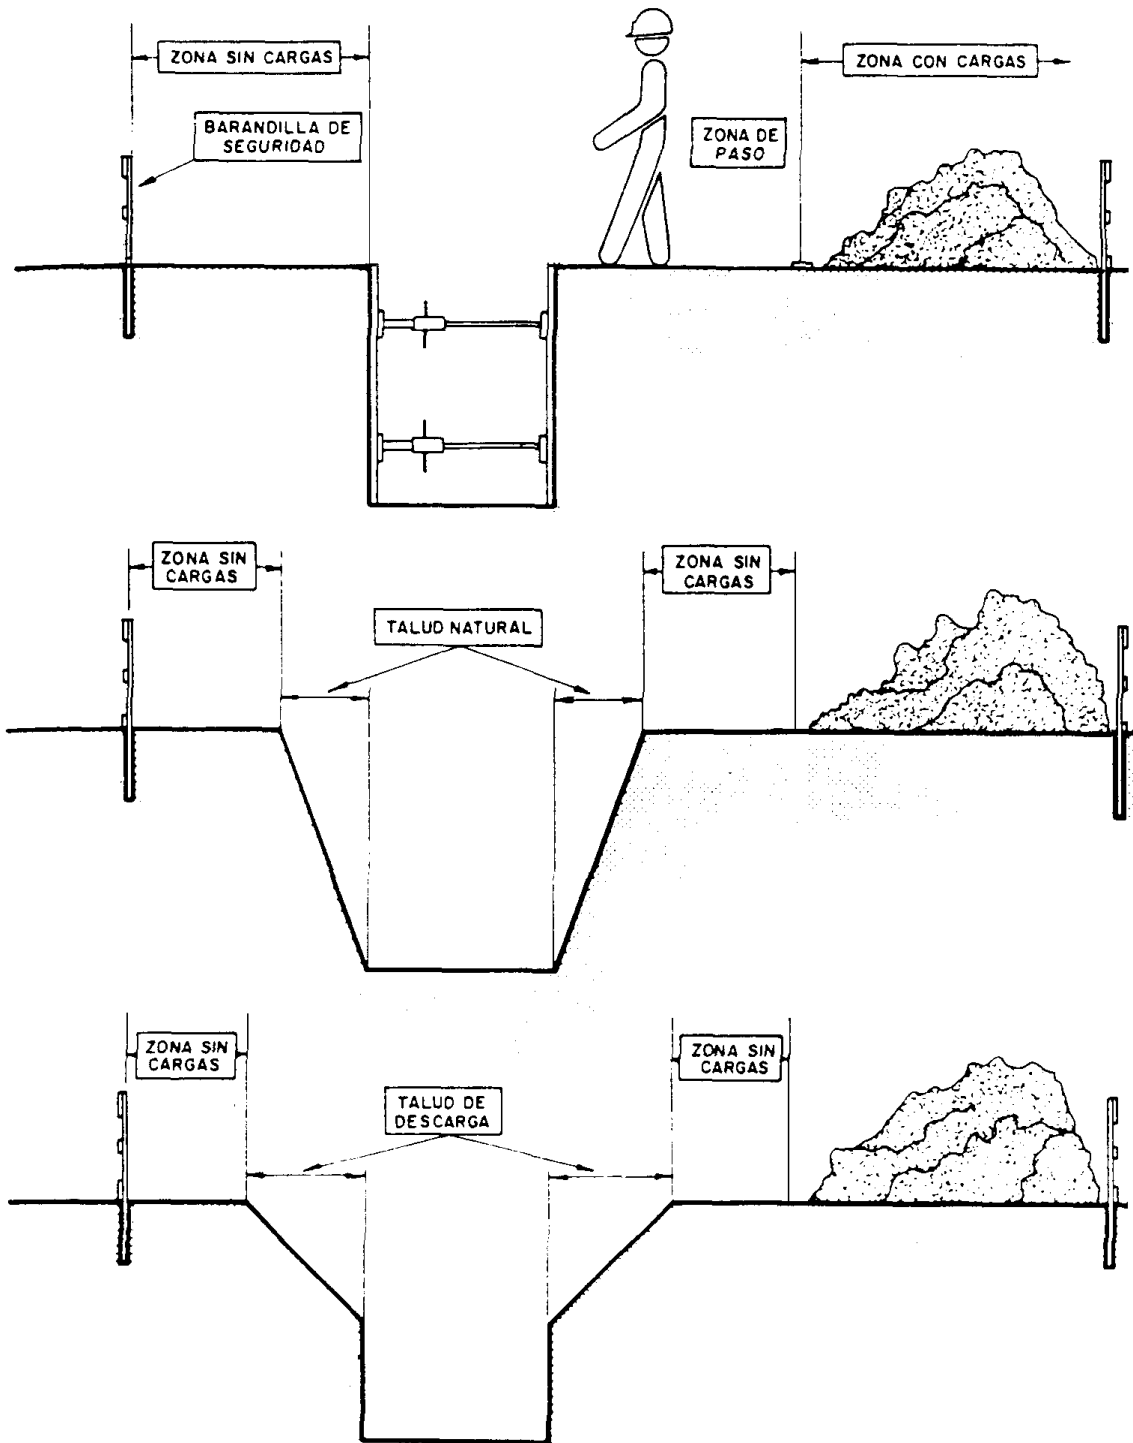 ZONA SIN CARGAS
ZONA CON CARGAS
BARANDILLA DE
SEGURIDAD
ZONA DE
PASO
ZONA SIN
CARGAS
ZONA SIN
CARGAS
TALUD NATURAL
ZONA SIN
CARGAS
ZONA SIN
CARGAS
TALUD DE
DESCARGA